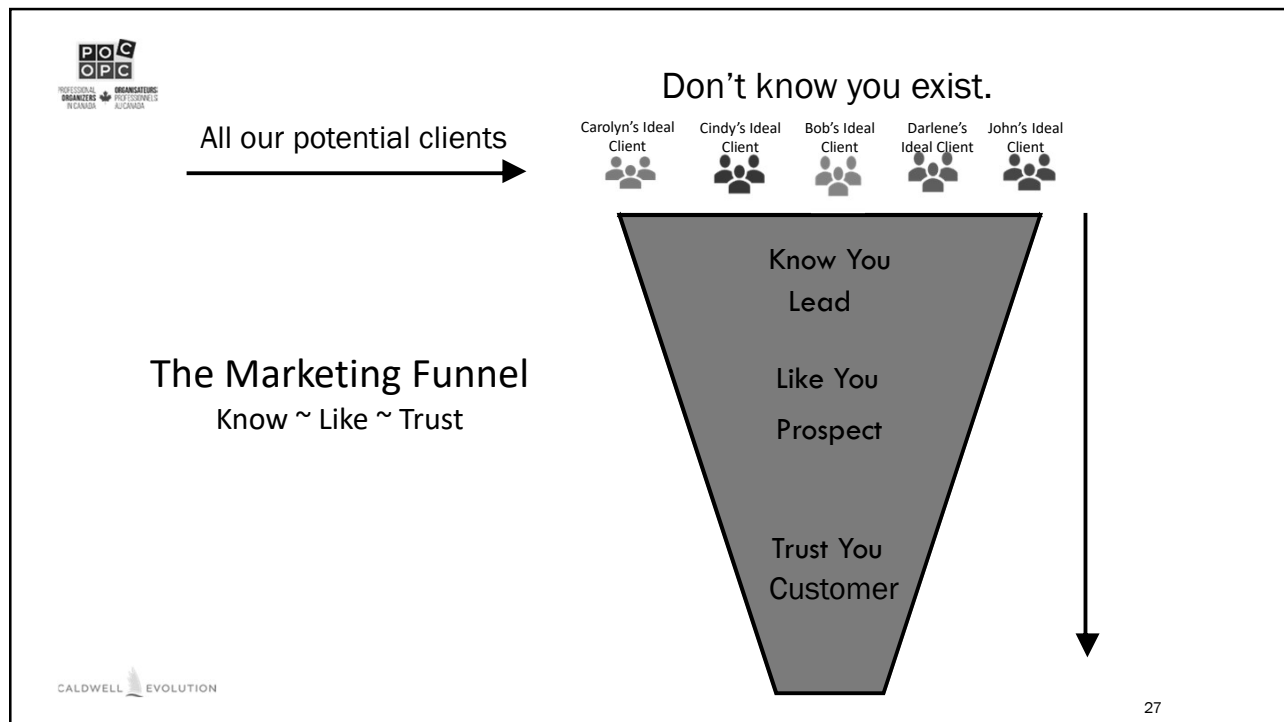 POC
OPC
PROFESSIONAL ORGANIZERS IN CANADA
ORGANISATEURS PROFESSIONNELS AU CANADA
Don't know you exist.
All our potential clients
Carolyn's Ideal
Client
Cindy's Ideal
Client
Bob's Ideal
Client
Darlene's
Ideal Client
John's Ideal
Client
Know You
Lead
The Marketing Funnel
Know ~ Like ~ Trust
Like You
Prospect
Trust You
Customer
CALDWELL EVOLUTION
27